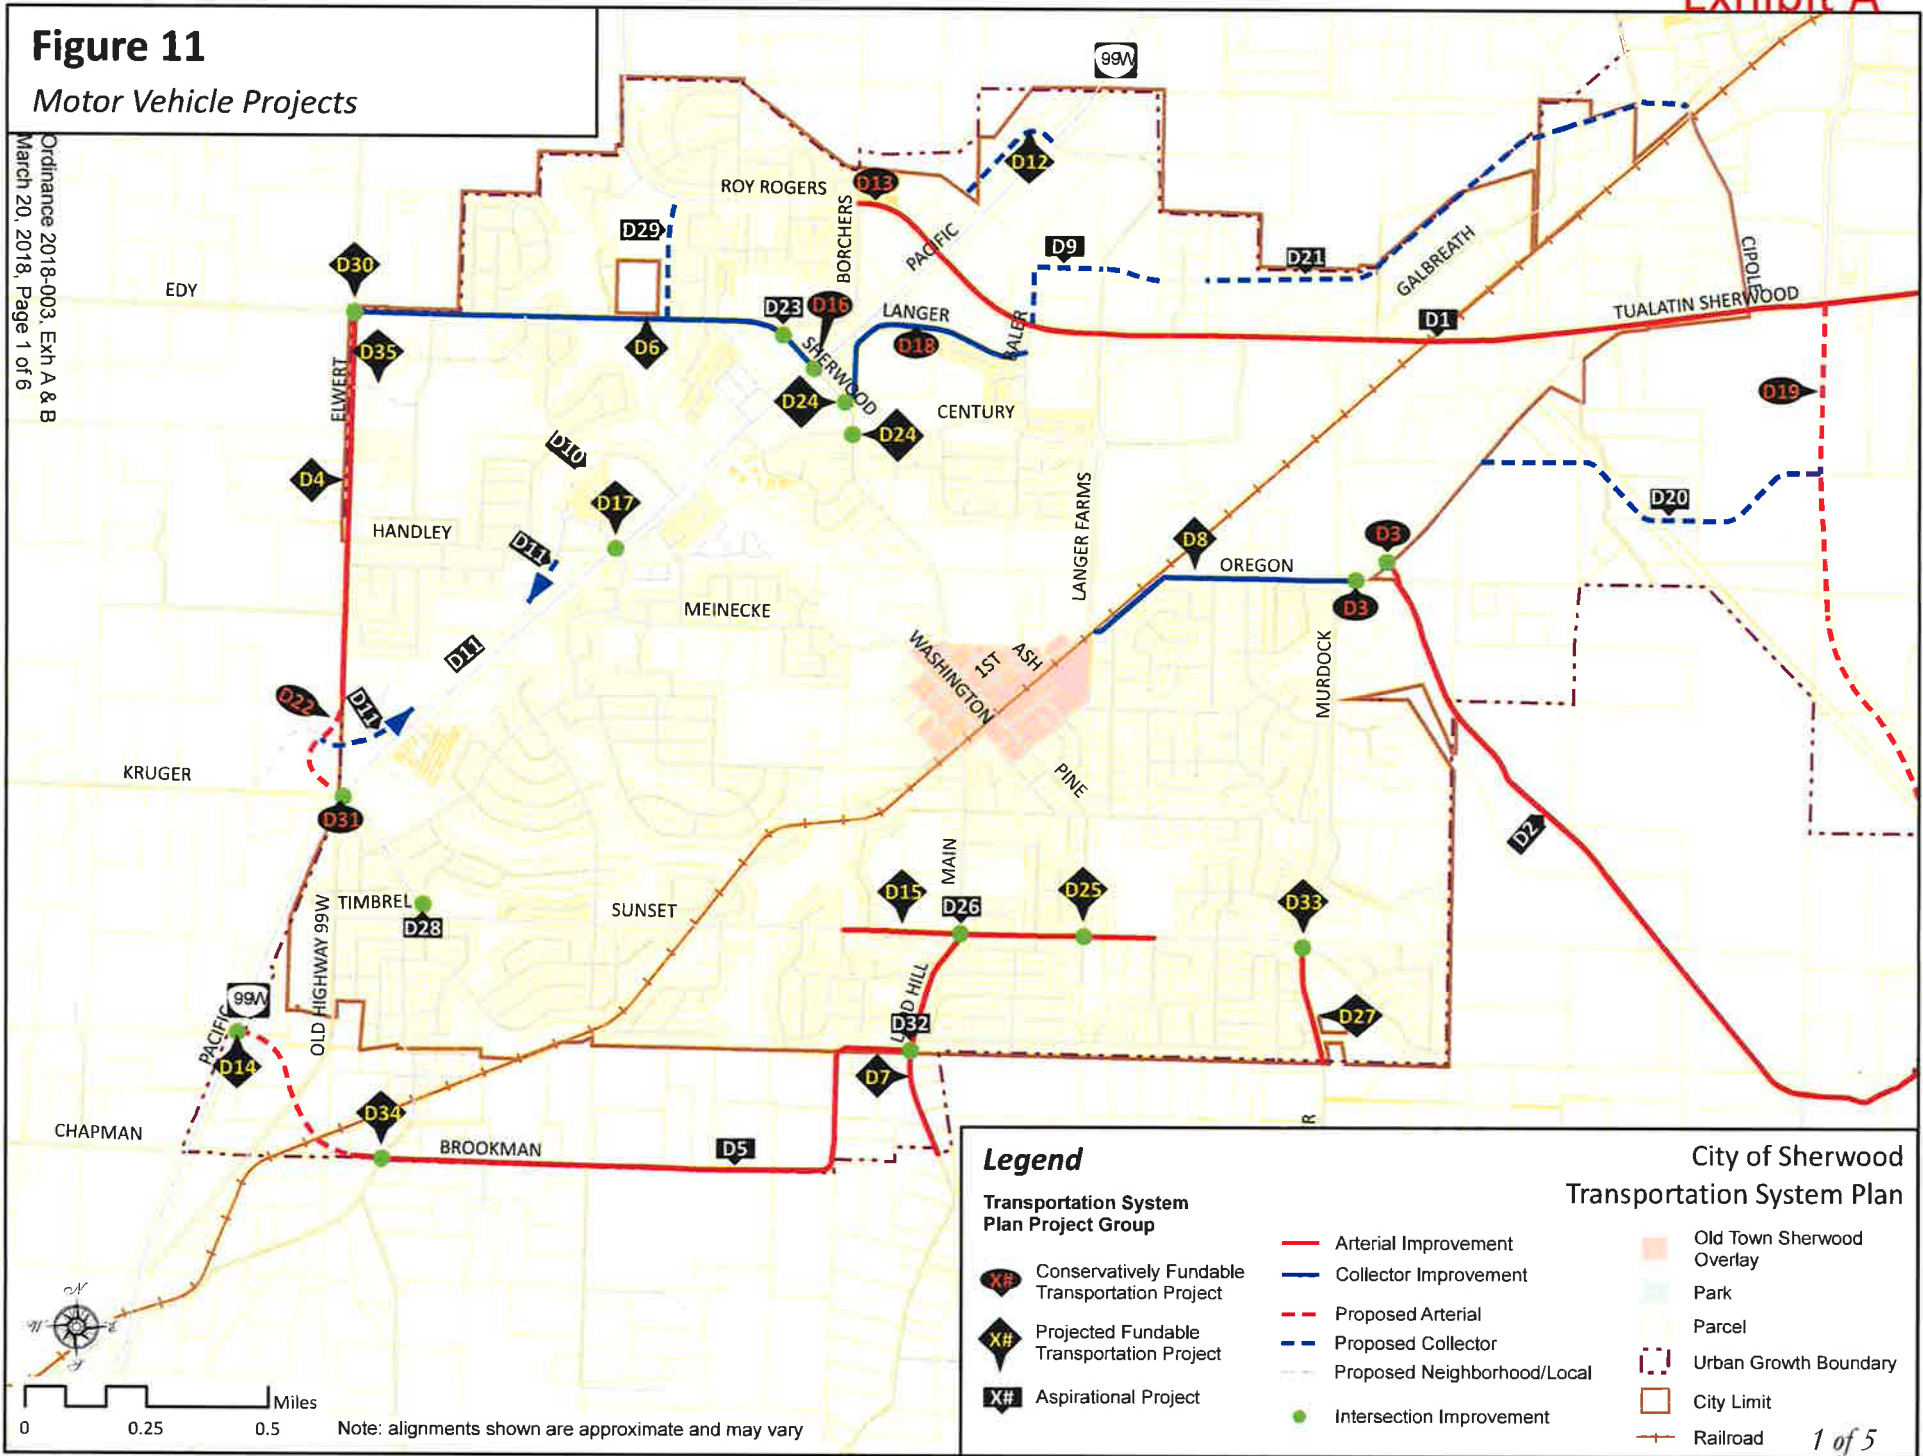 Exhibit A
Figure 11
Motor Vehicle Projects
Ordinance 2018-003, Exh A & B
March 20, 2018, Page 1 of 6
99W
D12
ROY ROGERS
D13
BORCHERS
PACIFIC
D29
D9
D21
GALBREATH
CIPOLE
D30
EDY
TUALATIN SHERWOOD
D23
D16
LANGER
D18
BALER
D1
D35
D6
SHERWOOD
ELWERT
D24
CENTURY
D24
D19
D10
D4
D17
D20
HANDLEY
D11
LANGER FARMS
D8
D3
OREGON
D3
MEINECKE
WASHINGTON
1ST
ASH
MURDOCK
D11
D22
D11
KRUGER
PINE
D31
D2
MAIN
D15
D25
D26
D33
TIMBREL
D28
SUNSET
OLD HIGHWAY 99W
99W
PACIFIC
D14
D32
D27
D7
D34
CHAPMAN
BROOKMAN
D5
R
Legend
City of Sherwood
Transportation System Plan
Transportation System
Plan Project Group
X# Conservatively Fundable
Transportation Project
X# Projected Fundable
Transportation Project
X# Aspirational Project
Arterial Improvement
Collector Improvement
Proposed Arterial
Proposed Collector
Proposed Neighborhood/Local
Intersection Improvement
Old Town Sherwood
Overlay
Park
Parcel
Urban Growth Boundary
City Limit
Railroad
1 of 5
N
Miles
0 0.25 0.5
Note: alignments shown are approximate and may vary